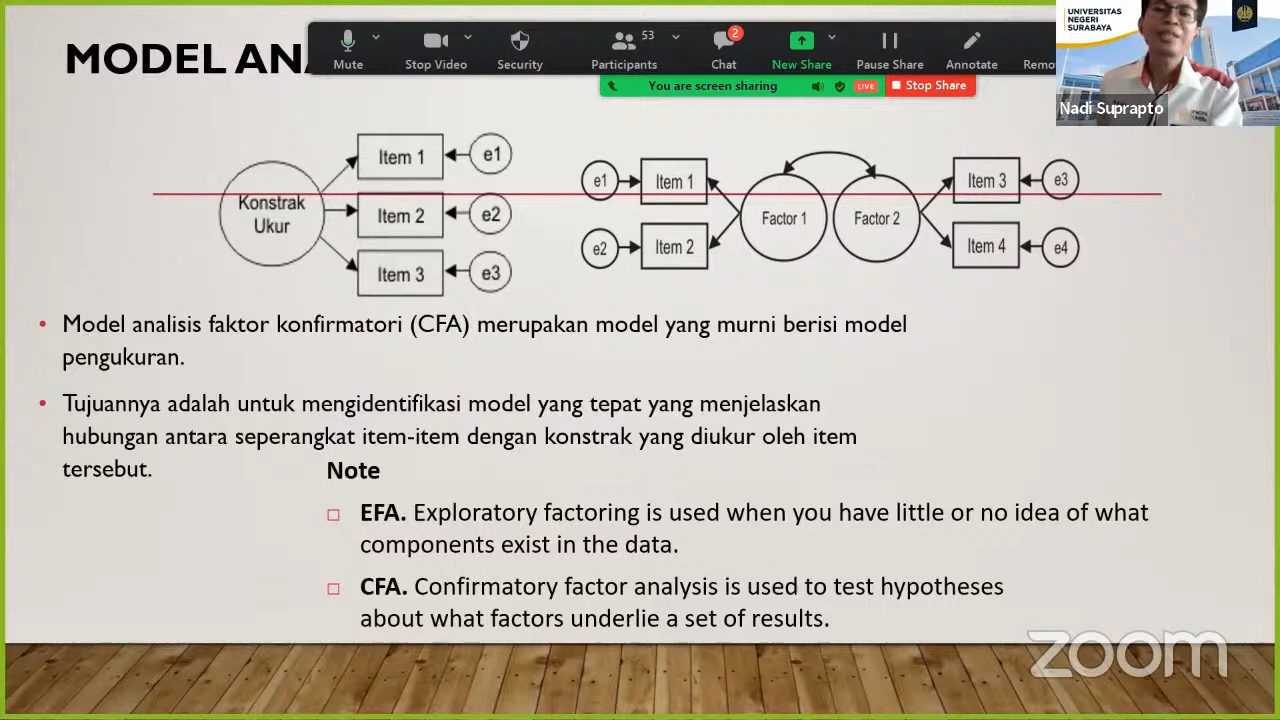 MODEL ANA
Mute
Stop Video
Security
53
Participants
2
Chat
New Share
Pause Share
Annotate
Remo
You are screen sharing
LIVE
Stop Share
UNIVERSITAS
NEGERI
SURABAYA
Nadi Suprapto
Konstrak
Ukur
Item 1
e1
Item 2
e2
Item 3
e3
e1
Item 1
e2
Item 2
Factor 1
Factor 2
Item 3
e3
Item 4
e4
• Model analisis faktor konfirmatori (CFA) merupakan model yang murni berisi model
pengukuran.
• Tujuannya adalah untuk mengidentifikasi model yang tepat yang menjelaskan
hubungan antara seperangkat item-item dengan konstrak yang diukur oleh item
tersebut.
Note
EFA. Exploratory factoring is used when you have little or no idea of what
components exist in the data.
CFA. Confirmatory factor analysis is used to test hypotheses
about what factors underlie a set of results.
zoom